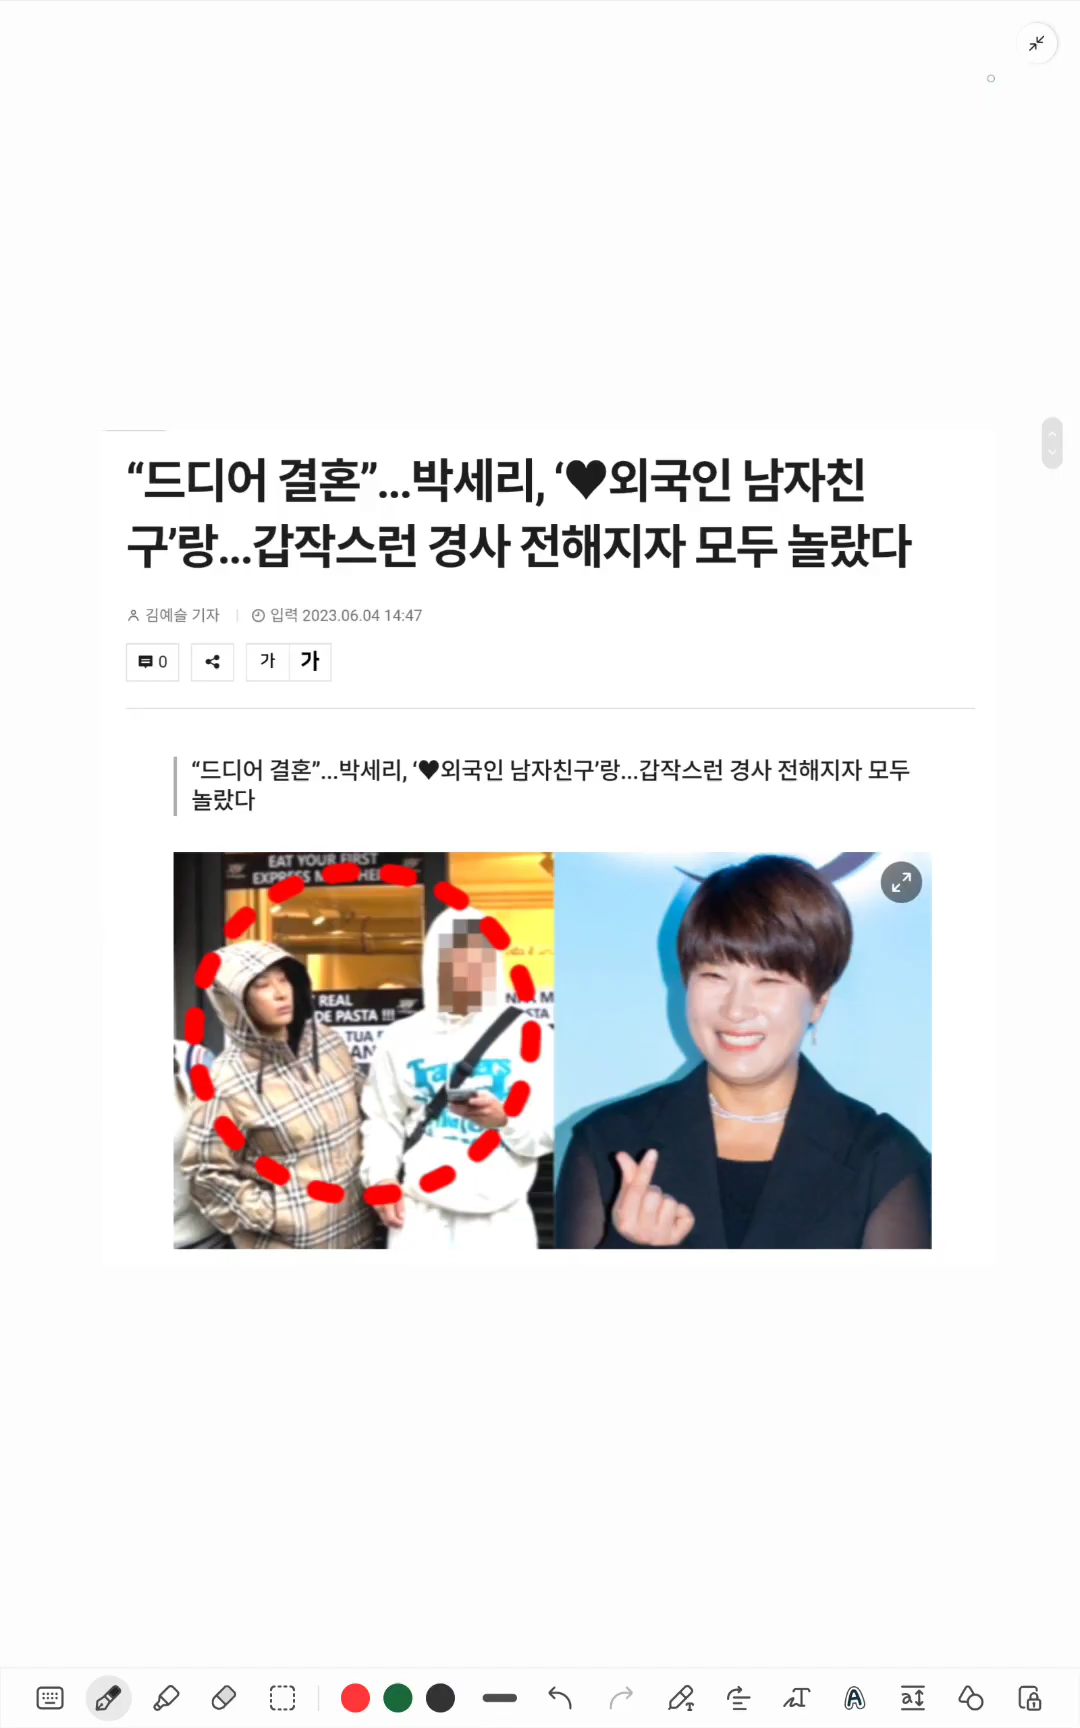 “드디어 결혼”...박세리, ‘♥외국인 남자친
구’랑...갑작스런 경사 전해지자 모두 놀랐다
김예슬 기자 | 입력 2023.06.04 14:47
0 가 가
“드디어 결혼”...박세리, ‘♥외국인 남자친구’랑...갑작스런 경사 전해지자 모두
놀랐다
EAT YOUR FIRST
EXPRESS
REAL
DE PASTA !!!
TUA